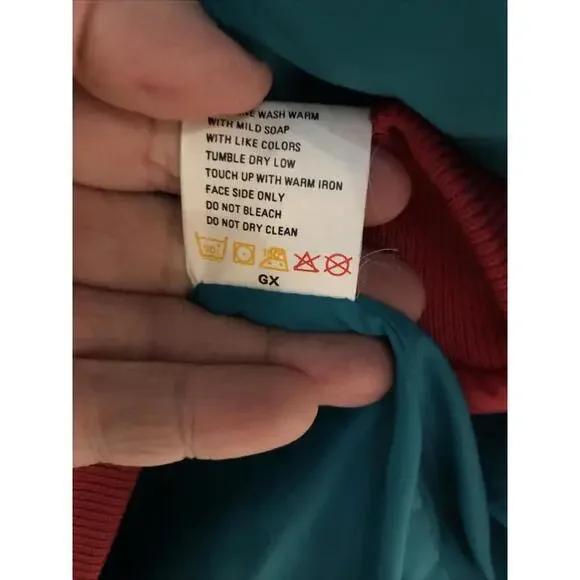 WASH WARM
WITH MILD SOAP
WITH LIKE COLORS
TUMBLE DRY LOW
TOUCH UP WITH WARM IRON
FACE SIDE ONLY
DO NOT BLEACH
DO NOT DRY CLEAN
GX